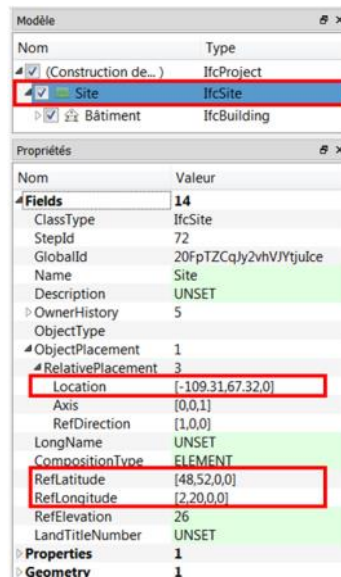 Modèle
Nom Type
(Construction de... ) IfcProject
Site IfcSite
Bâtiment IfcBuilding
Propriétés
Nom Valeur
Fields 14
ClassType IfcSite
StepId 72
GlobalId 20FpTZCqJy2vhVJYtjuIce
Name Site
Description UNSET
OwnerHistory 5
ObjectType
ObjectPlacement 1
RelativePlacement 3
Location [-109.31,67.32,0]
Axis [0,0,1]
RefDirection [1,0,0]
LongName UNSET
CompositionType ELEMENT
RefLatitude [48,52,0,0]
RefLongitude [2,20,0,0]
RefElevation 26
LandTitleNumber UNSET
Properties 1
Geometry 1